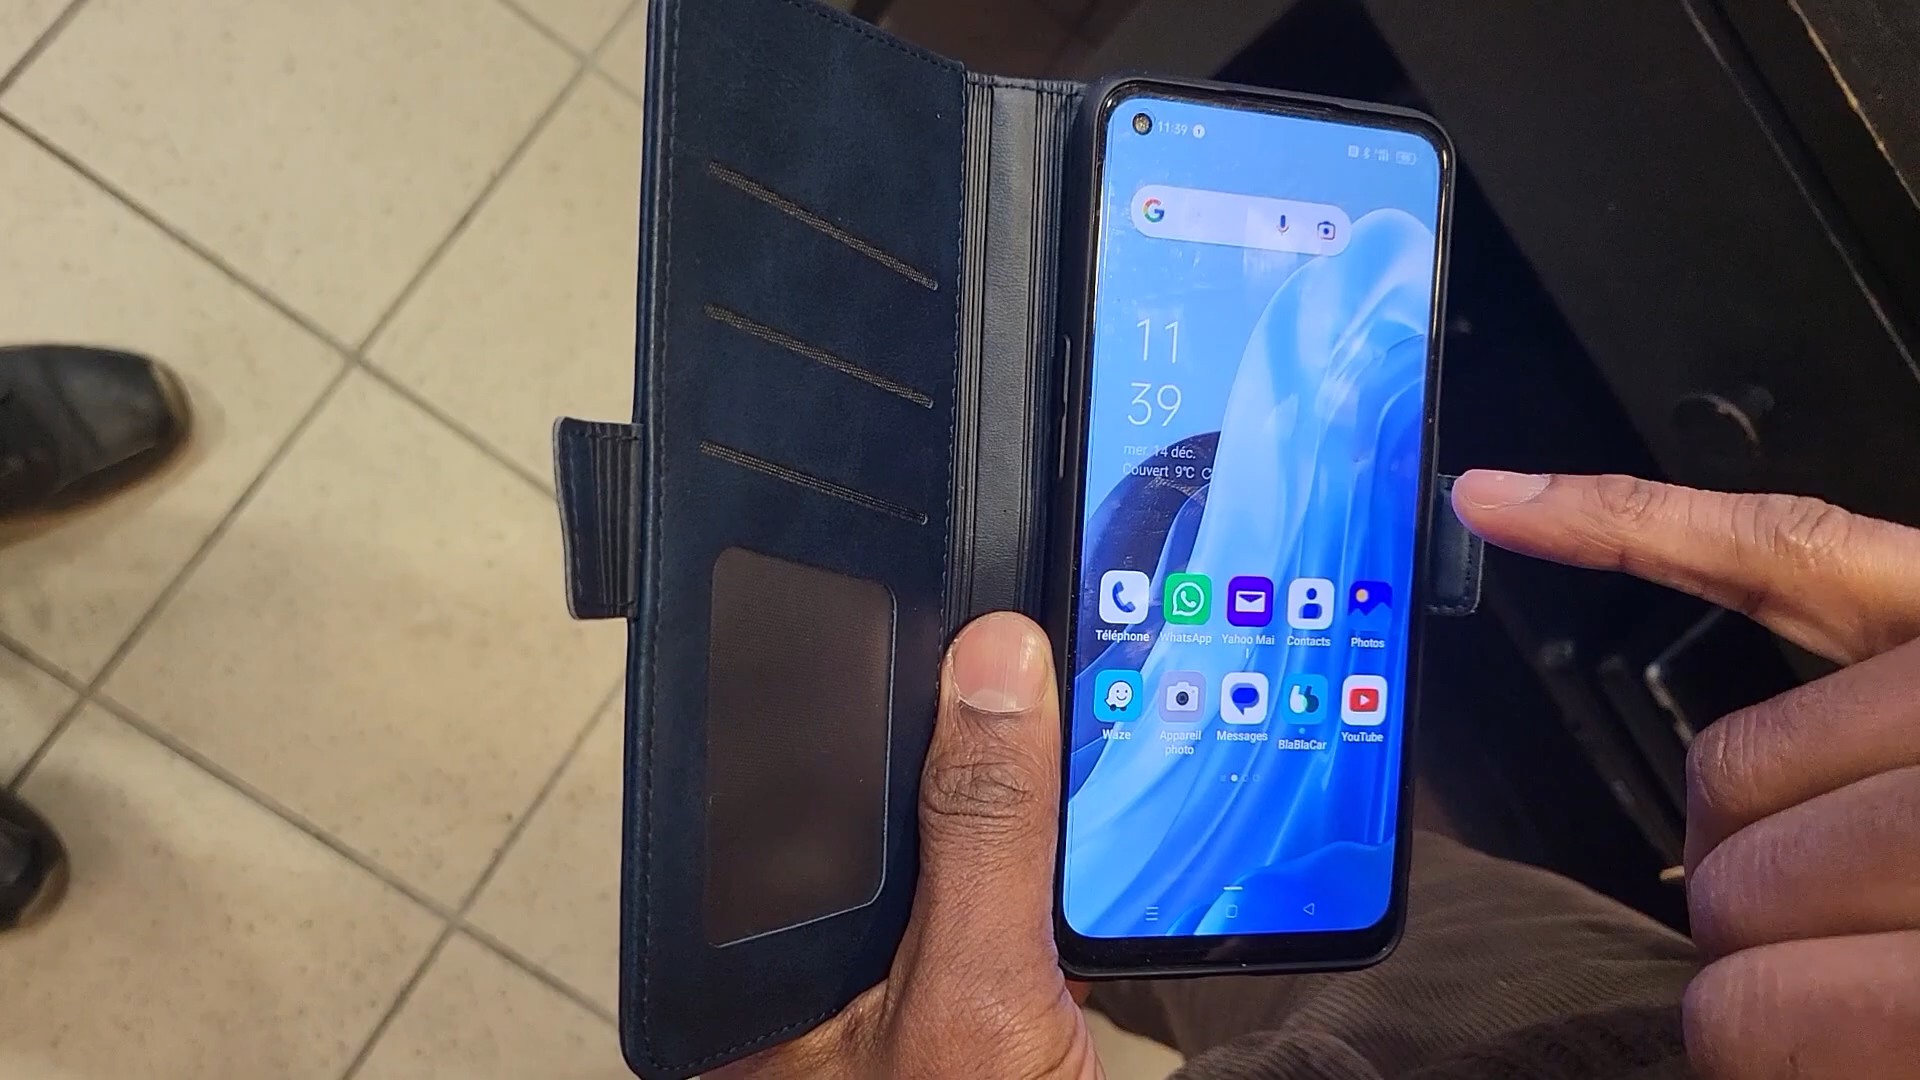 11:39
11
39
mer 14 déc.
Couvert 9°C
Téléphone
WhatsApp
Yahoo Mai
l
Contacts
Photos
Waze
Appareil
photo
Messages
BlaBlaCar
YouTube